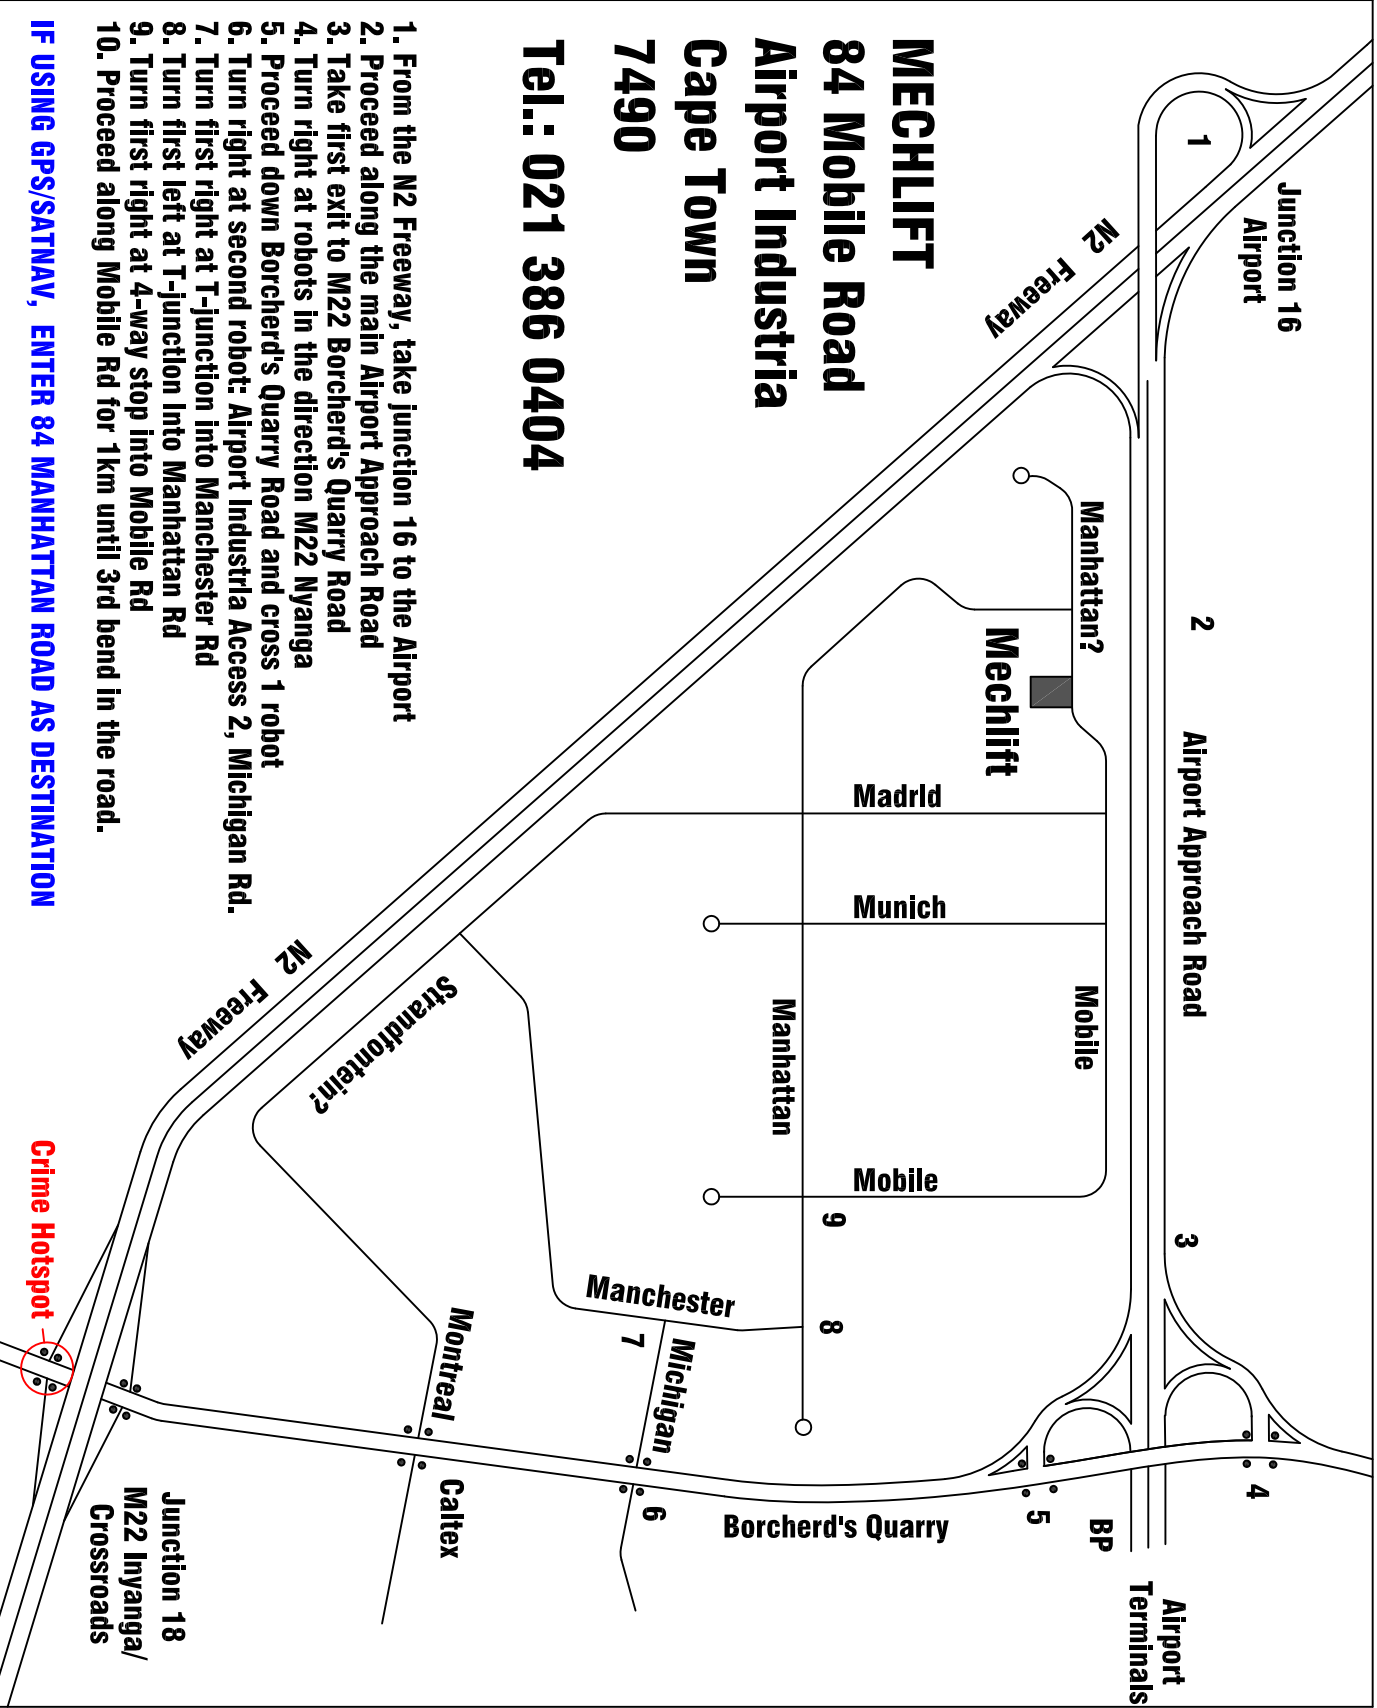 MECHLIFT
84 Mobile Road
Airport Industria
Cape Town
7490
Tel.: 021 386 0404
1. From the N2 Freeway, take junction 16 to the Airport
2. Proceed along the main Airport Approach Road
3. Take first exit to M22 Borcherd's Quarry Road
4. Turn right at robots in the direction M22 Nyanga
5. Proceed down Borcherd's Quarry Road and cross 1 robot
6. Turn right at second robot: Airport Industria Access 2, Michigan Rd.
7. Turn first right at T-junction into Manchester Rd
8. Turn first left at T-junction Into Manhattan Rd
9. Turn first right at 4-way stop into Mobile Rd
10. Proceed along Mobile Rd for 1km until 3rd bend in the road.
IF USING GPS/SATNAV, ENTER 84 MANHATTAN ROAD AS DESTINATION
Junction 16
Airport
1
N2 Freeway
2
Airport Approach Road
3
Manhattan?
Mechlift
Madrid
Munich
Mobile
Manhattan
Mobile
9
8
Manchester
7
Michigan
Strandfontein?
N2 Freeway
Montreal
Caltex
6
Borcherd's Quarry
5
BP
4
Airport
Terminals
Crime Hotspot
Junction 18
M22 Inyanga/
Crossroads